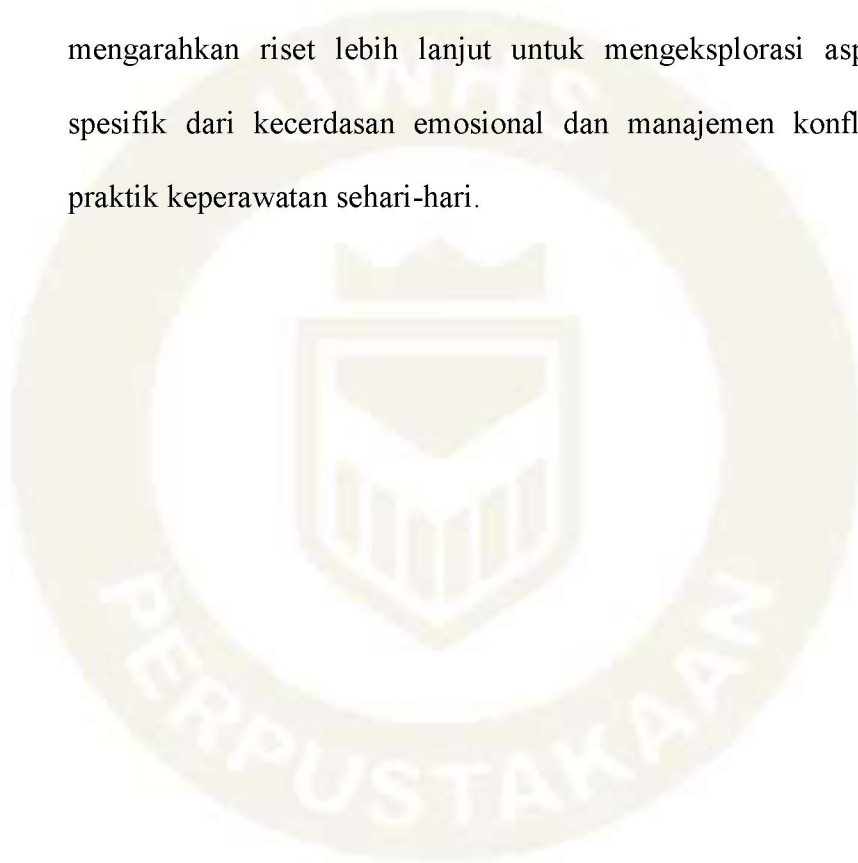 mengarahkan riset lebih lanjut untuk mengeksplorasi asp
spesifik dari kecerdasan emosional dan manajemen konfl
praktik keperawatan sehari-hari.
UWHS
PERPUSTAKAAN